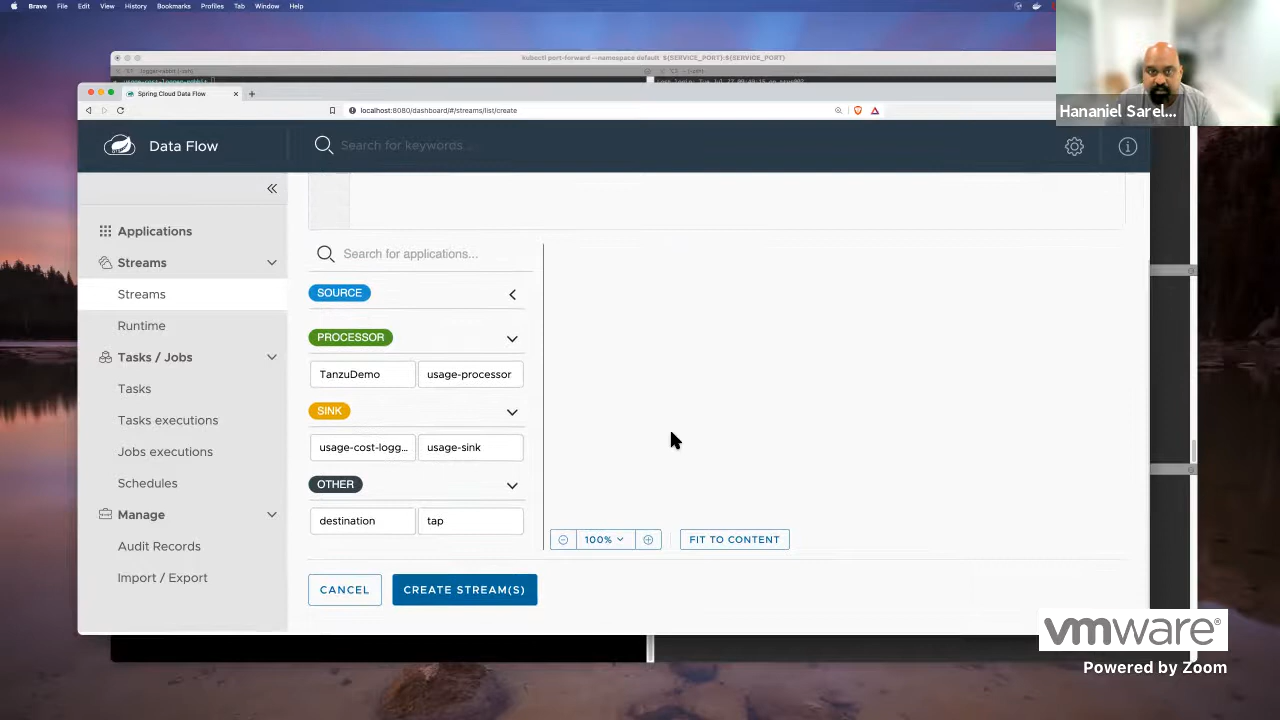 Brave File Edit View History Bookmarks Profiles Tab Window Help
kubectl port-forward --namespace default ${SERVICE_PORT}:${SERVICE_PORT}
Spring Cloud Data Flow
localhost:8080/dashboard/#/streams/list/create
Hananiel Sarel...
Data Flow
Search for keywords...
Applications
Streams
Streams
Runtime
Tasks / Jobs
Tasks
Tasks executions
Jobs executions
Schedules
Manage
Audit Records
Import / Export
Search for applications...
SOURCE
PROCESSOR
TanzuDemo usage-processor
SINK
usage-cost-logg... usage-sink
OTHER
destination tap
100% FIT TO CONTENT
CANCEL CREATE STREAM(S)
vmware®
Powered by Zoom